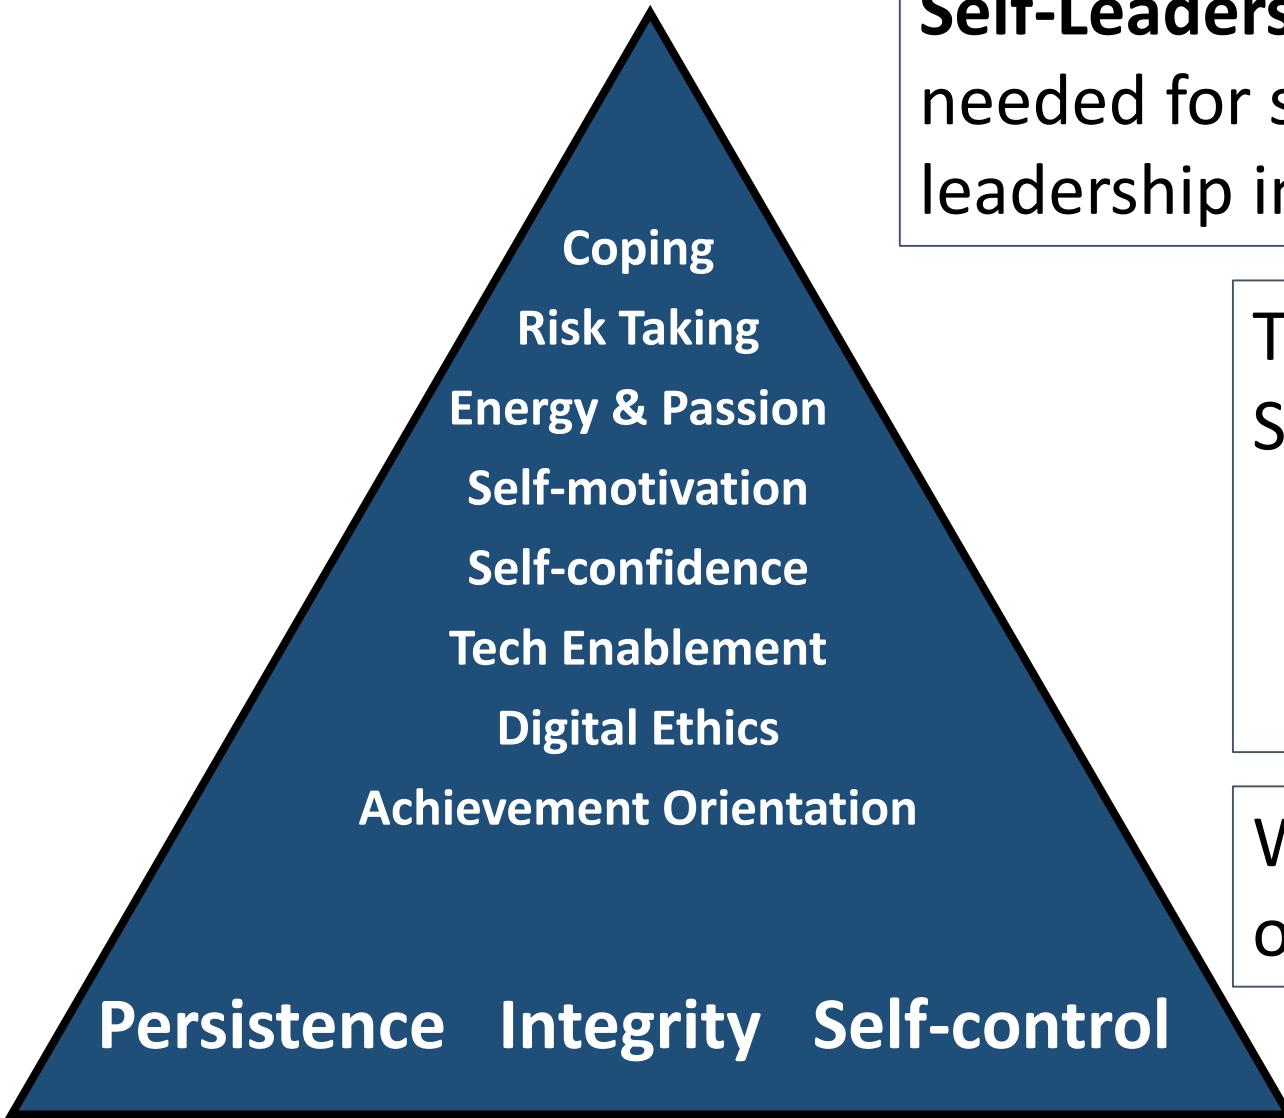 Coping
Risk Taking
Energy & Passion
Self-motivation
Self-confidence
Tech Enablement
Digital Ethics
Achievement Orientation
Persistence Integrity Self-control
needed for
leadership